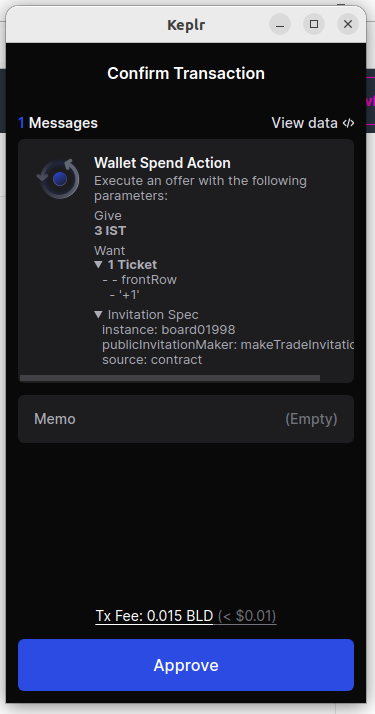 Keplr
Confirm Transaction
1 Messages
View data </>
Wallet Spend Action
Execute an offer with the following
parameters:
Give
3 IST
Want
▼ 1 Ticket
- - frontRow
- '+1'
▼ Invitation Spec
instance: board01998
publicInvitationMaker: makeTradeInvitatio
source: contract
Memo
(Empty)
Tx Fee: 0.015 BLD (< $0.01)
Approve